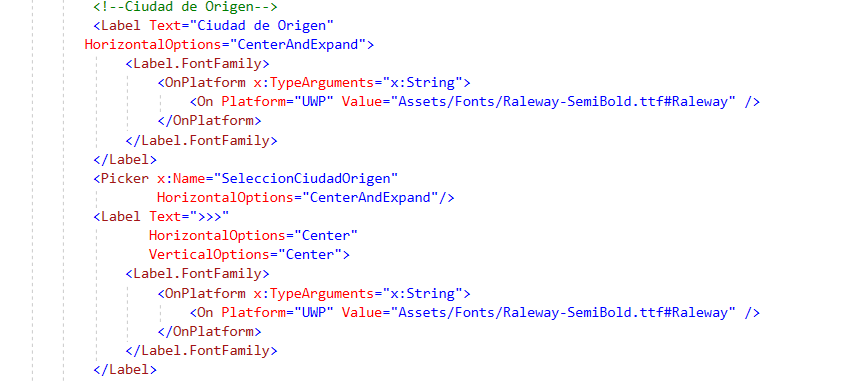 <!--Ciudad de Origen-->
<Label Text="Ciudad de Origen"
HorizontalOptions="CenterAndExpand">
<Label.FontFamily>
<OnPlatform x:TypeArguments="x:String">
<On Platform="UWP" Value="Assets/Fonts/Raleway-SemiBold.ttf#Raleway" />
</OnPlatform>
</Label.FontFamily>
</Label>
<Picker x:Name="SeleccionCiudadOrigen"
HorizontalOptions="CenterAndExpand"/>
<Label Text=">>>"
HorizontalOptions="Center"
VerticalOptions="Center">
<Label.FontFamily>
<OnPlatform x:TypeArguments="x:String">
<On Platform="UWP" Value="Assets/Fonts/Raleway-SemiBold.ttf#Raleway" />
</OnPlatform>
</Label.FontFamily>
</Label>